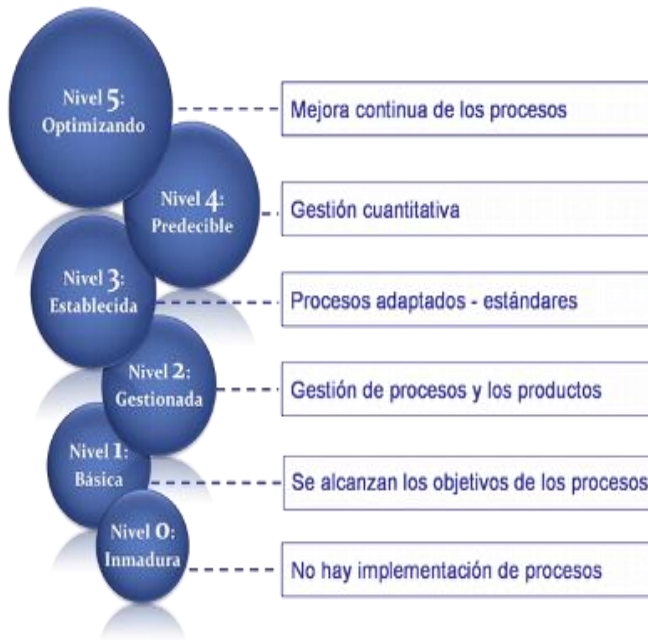 Nivel 5:
Optimizando
Mejora continua de los procesos
Nivel 4:
Predecible
Gestión cuantitativa
Nivel 3:
Establecida
Procesos adaptados - estándares
Nivel 2:
Gestionada
Gestión de procesos y los productos
Nivel 1:
Básica
Se alcanzan los objetivos de los procesos
Nivel 0:
Inmadura
No hay implementación de procesos